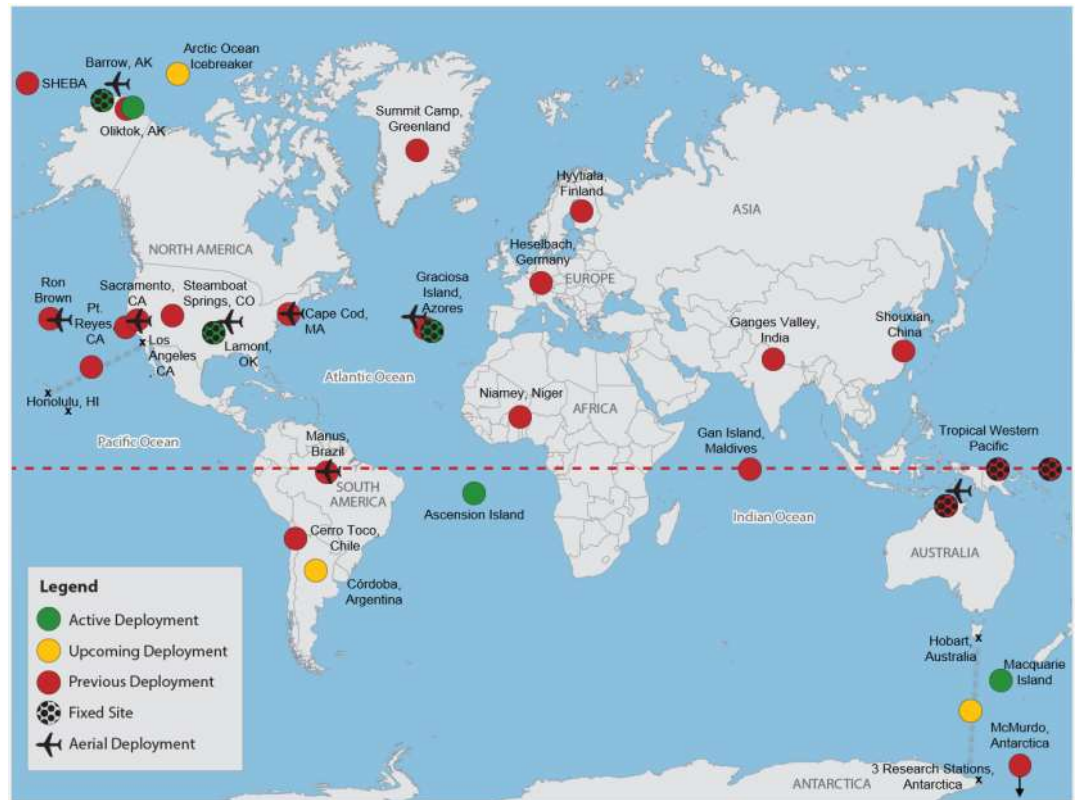 Arctic Ocean
Icebreaker
Barrow, AK
SHEBA
Oliktok, AK
Summit Camp,
Greenland
Hyytiala,
Finland
ASIA
NORTH AMERICA
Heselbach,
Germany
EUROPE
Ron
Brown
Pt.
Reyes,
CA
Sacramento,
CA
Steamboat
Springs, CO
Cape Cod,
MA
Graciosa
Island,
Azores
Los
Angeles
, CA
Lamont,
OK
Ganges Valley,
India
Shouxian,
China
Atlantic Ocean
Honolulu, HI
x
x
x
Niamey, Niger
AFRICA
Pacific Ocean
Manus,
Brazil
Gan Island,
Maldives
Tropical Western
Pacific
SOUTH
AMERICA
Ascension Island
Indian Ocean
Cerro Toco,
Chile
AUSTRALIA
Córdoba,
Argentina
Legend
Active Deployment
Upcoming Deployment
Previous Deployment
Fixed Site
Aerial Deployment
Hobart, x
Australia
Macquarie
Island
McMurdo,
Antarctica
3 Research Stations,
Antarctica x
ANTARCTICA